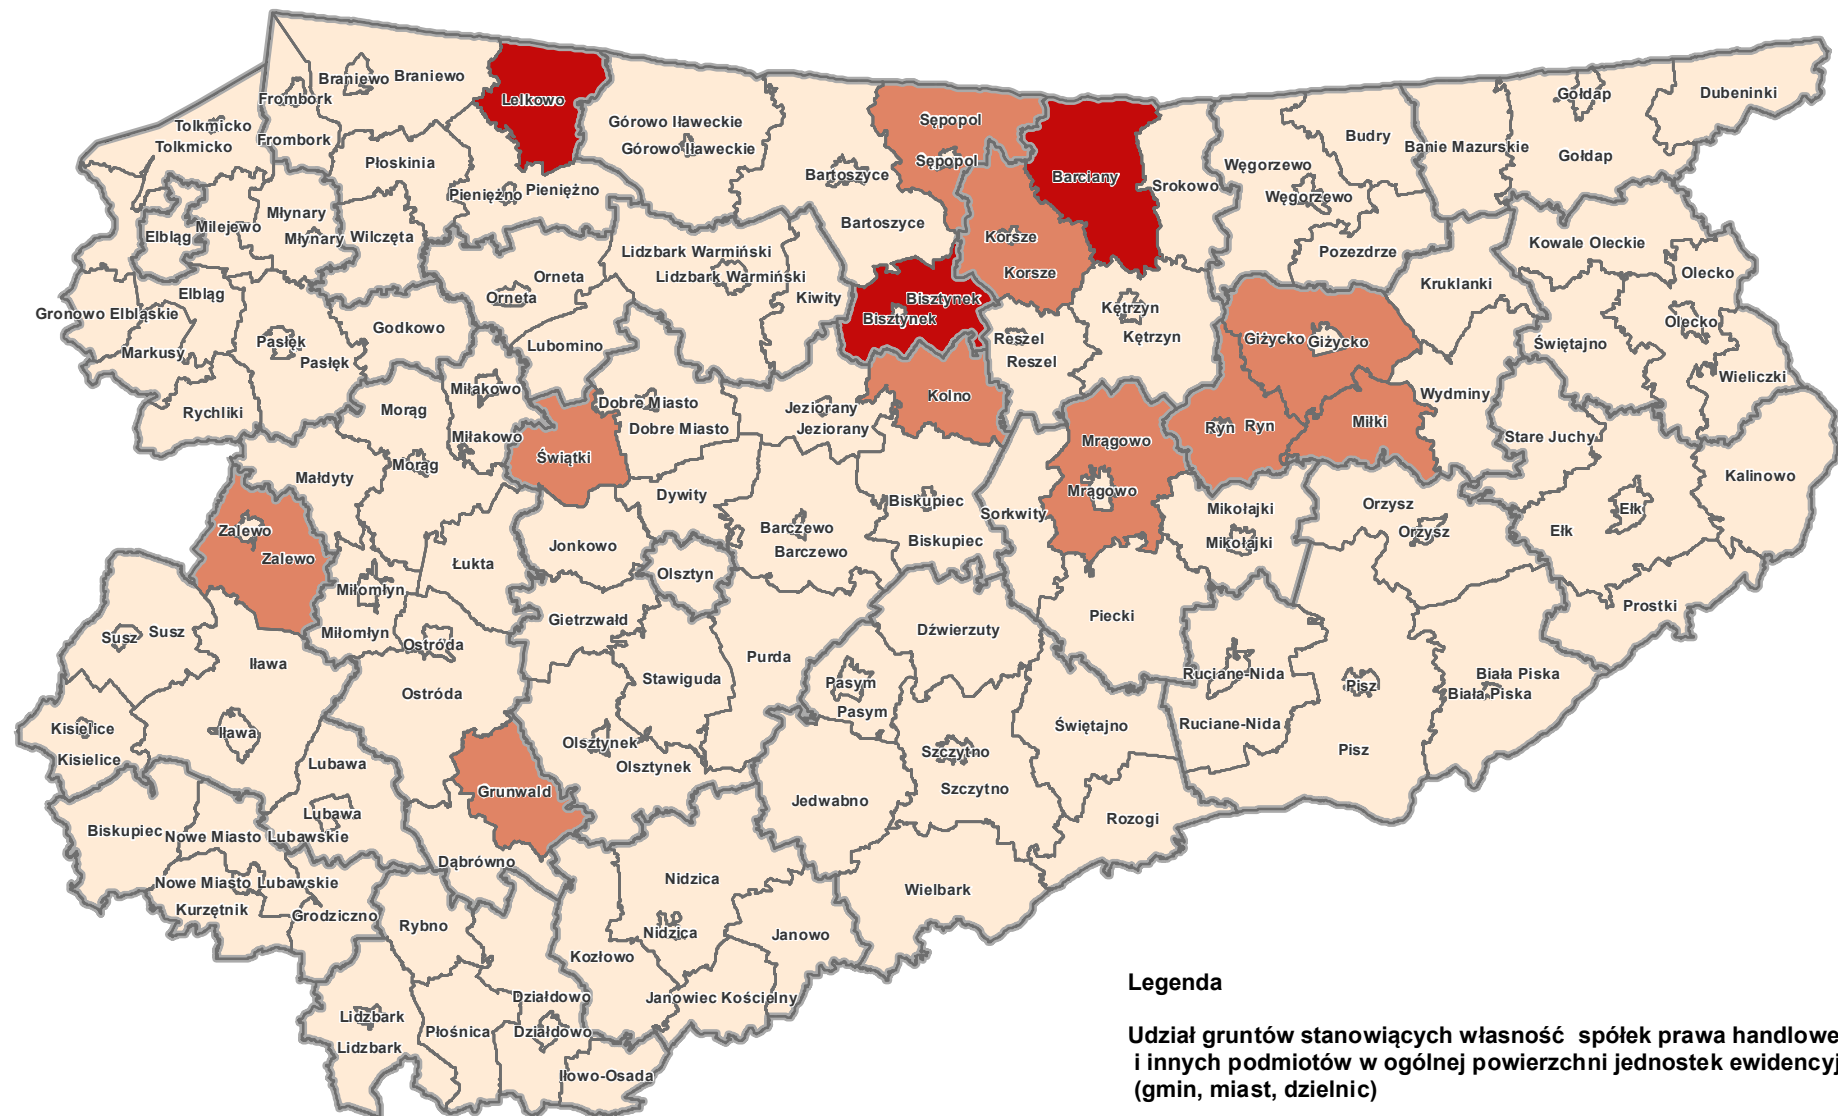 Braniewo
Braniewo
Lelkowo
Frombork
Frombork
Tolkmicko
Tolkmicko
Płoskinia
Pieniężno
Pieniężno
Górowo Iławeckie
Górowo Iławeckie
Bartoszyce
Bartoszyce
Sępopol
Sępopol
Barciany
Srokowo
Węgorzewo
Węgorzewo
Budry
Banie Mazurskie
Gołdap
Gołdap
Dubeninki
Elbląg
Milejewo
Młynary
Młynary
Wilczęta
Korsze
Korsze
Pozezdrze
Kowale Oleckie
Olecko
Olecko
Kruklanki
Lidzbark Warmiński
Lidzbark Warmiński
Orneta
Orneta
Kiwity
Bisztynek
Bisztynek
Kętrzyn
Kętrzyn
Reszel
Reszel
Giżycko
Giżycko
Świętajno
Wieliczki
Gronowo Elbląskie
Elbląg
Markusy
Pasłęk
Pasłęk
Godkowo
Lubomino
Rychliki
Morąg
Morąg
Miłakowo
Miłakowo
Dobre Miasto
Dobre Miasto
Jeziorany
Jeziorany
Kolno
Mrągowo
Mrągowo
Ryn
Ryn
Miłki
Wydminy
Stare Juchy
Kalinowo
Świątki
Małdyty
Dywity
Barczewo
Barczewo
Biskupiec
Biskupiec
Sorkwity
Mikołajki
Mikołajki
Orzysz
Orzysz
Ełk
Ełk
Zalewo
Zalewo
Łukta
Jonkowo
Olsztyn
Miłomłyn
Miłomłyn
Gietrzwałd
Prostki
Piecki
Dźwierzuty
Susz
Susz
Iława
Iława
Ostróda
Ostróda
Stawiguda
Purda
Pasym
Pasym
Ruciane-Nida
Ruciane-Nida
Pisz
Pisz
Biała Piska
Biała Piska
Kisielice
Kisielice
Olsztynek
Olsztynek
Szczytno
Szczytno
Świętajno
Lubawa
Lubawa
Grunwald
Jedwabno
Rozogi
Biskupiec
Nowe Miasto Lubawskie
Nowe Miasto Lubawskie
Dąbrówno
Nidzica
Nidzica
Wielbark
Kurzętnik
Grodziczno
Rybno
Janowo
Kozłowo
Janowiec Kościelny
Działdowo
Działdowo
Lidzbark
Lidzbark
Płośnica
Iłowo-Osada
Legenda
Udział gruntów stanowiących własność spółek prawa handlowe
i innych podmiotów w ogólnej powierzchni jednostek ewidencyj
(gmin, miast, dzielnic)